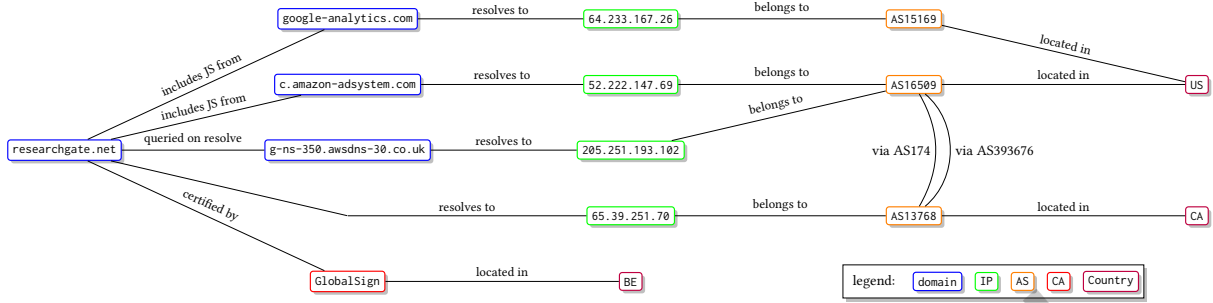 google-analytics.com resolves to 64.233.167.26 belongs to AS15169
located in
includes JS from
c.amazon-adsystem.com resolves to 52.222.147.69 belongs to AS16509 located in US
includes JS from
belongs to
researchgate.net queried on resolve g-ns-350.awsdns-30.co.uk resolves to 205.251.193.102
via AS174 via AS393676
certified by
resolves to 65.39.251.70 belongs to AS13768 located in CA
GlobalSign located in BE
legend: domain IP AS CA Country